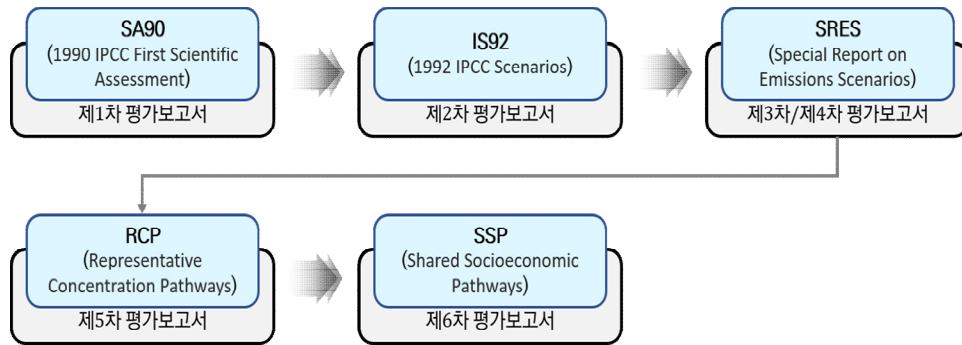 SA90
(1990 IPCC First Scientific
Assessment)
제1차 평가보고서
IS92
(1992 IPCC Scenarios)
제2차 평가보고서
SRES
(Special Report on
Emissions Scenarios)
제3차/제4차 평가보고서
RCP
(Representative
Concentration Pathways)
제5차 평가보고서
SSP
(Shared Socioeconomic
Pathways)
제6차 평가보고서